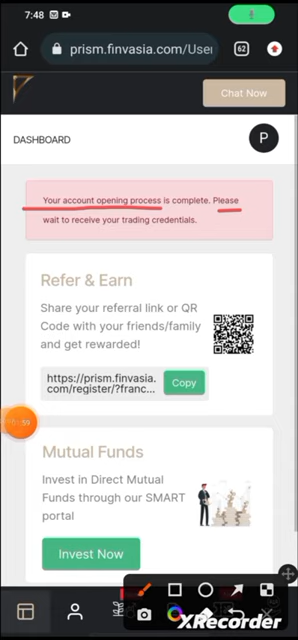 7:48
prism.finvasia.com/User
62
Chat Now
DASHBOARD
P
Your account opening process is complete. Please
wait to receive your trading credentials.
Refer & Earn
Share your referral link or QR
Code with your friends/family
and get rewarded!
https://prism.finvasia.
com/register/?franc...
Copy
Mutual Funds
Invest in Direct Mutual
Funds through our SMART
portal
Invest Now
XRecorder